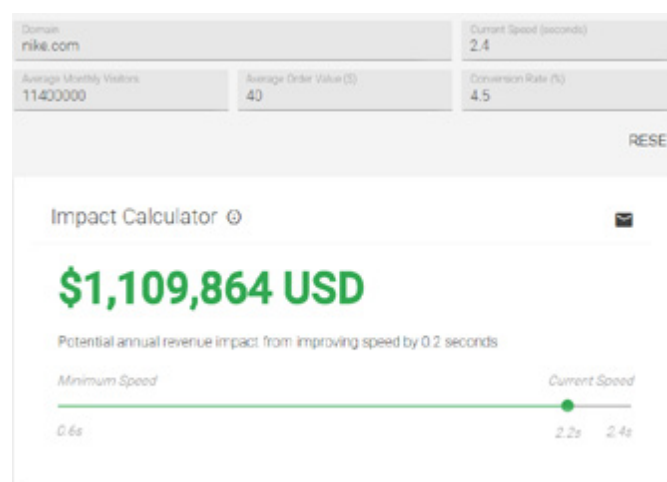 Domain
nike.com
Current Speed (seconds)
2.4
Average Monthly Visitors
11400000
Average Order Value ($)
40
Conversion Rate (%)
4.5
RESE
Impact Calculator
$1,109,864 USD
Potential annual revenue impact from improving speed by 0.2 seconds
Minimum Speed
Current Speed
0.6s
2.2s
2.4s